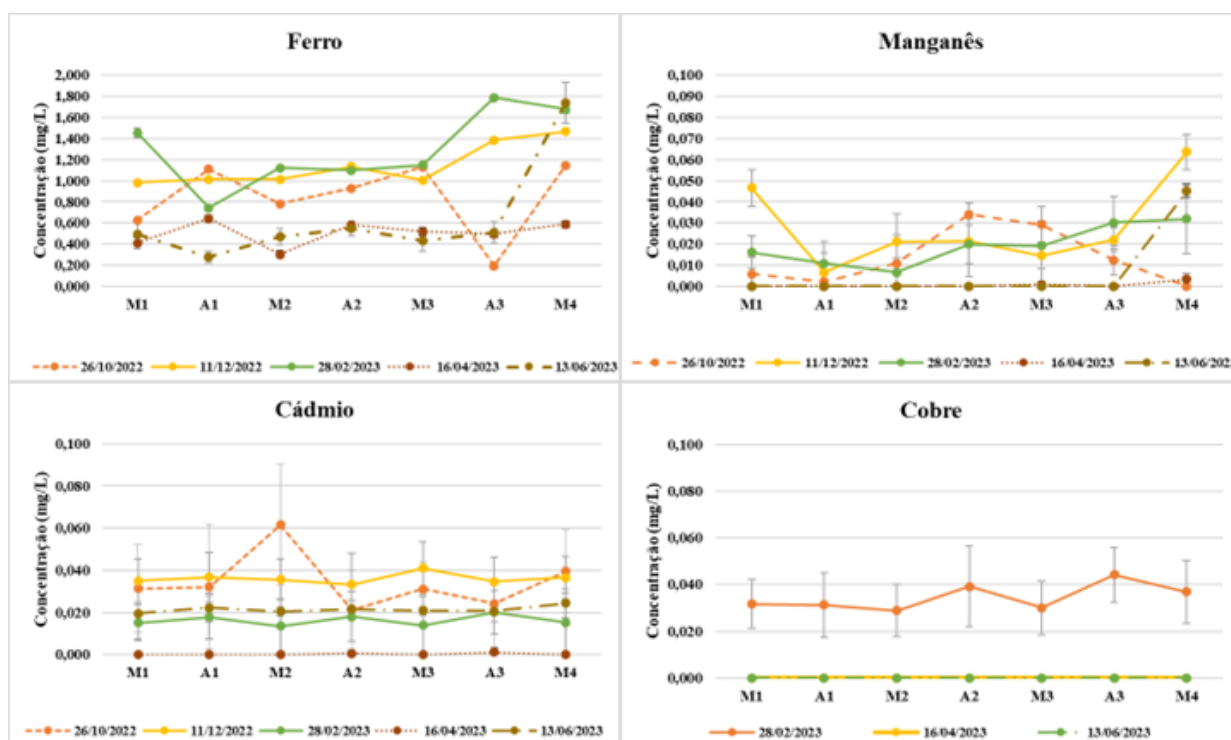 Ferro
Concentração (mg/L)
2,000
1,800
1,600
1,400
1,200
1,000
0,800
0,600
0,400
0,200
0,000
M1 A1 M2 A2 M3 A3 M4
26/10/2022 11/12/2022 28/02/2023 16/04/2023 13/06/2023
Manganês
Concentração (mg/L)
0,100
0,090
0,080
0,070
0,060
0,050
0,040
0,030
0,020
0,010
0,000
M1 A1 M2 A2 M3 A3 M4
26/10/2022 11/12/2022 28/02/2023 16/04/2023 13/06/2023
Cádmio
Concentração (mg/L)
0,100
0,080
0,060
0,040
0,020
0,000
M1 A1 M2 A2 M3 A3 M4
26/10/2022 11/12/2022 28/02/2023 16/04/2023 13/06/2023
Cobre
Concentração (mg/L)
0,100
0,080
0,060
0,040
0,020
0,000
M1 A1 M2 A2 M3 A3 M4
28/02/2023 16/04/2023 13/06/2023